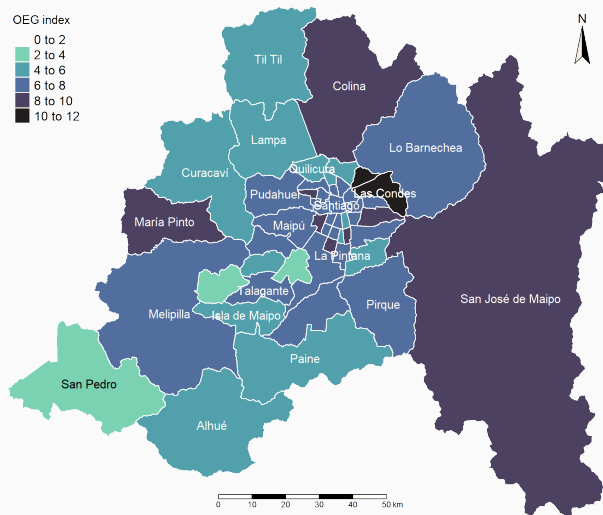 OEG index
0 to 2
2 to 4
4 to 6
6 to 8
8 to 10
10 to 12
N
Til Til
Colina
Lampa
Lo Barnechea
Quilicura
Curacaví
Pudahuel
Las Condes
Santiago
María Pinto
Maipú
La Pintana
Talagante
San José de Maipo
Pirque
Melipilla
Isla de Maipo
Paine
San Pedro
Alhué
0 10 20 30 40 50 km